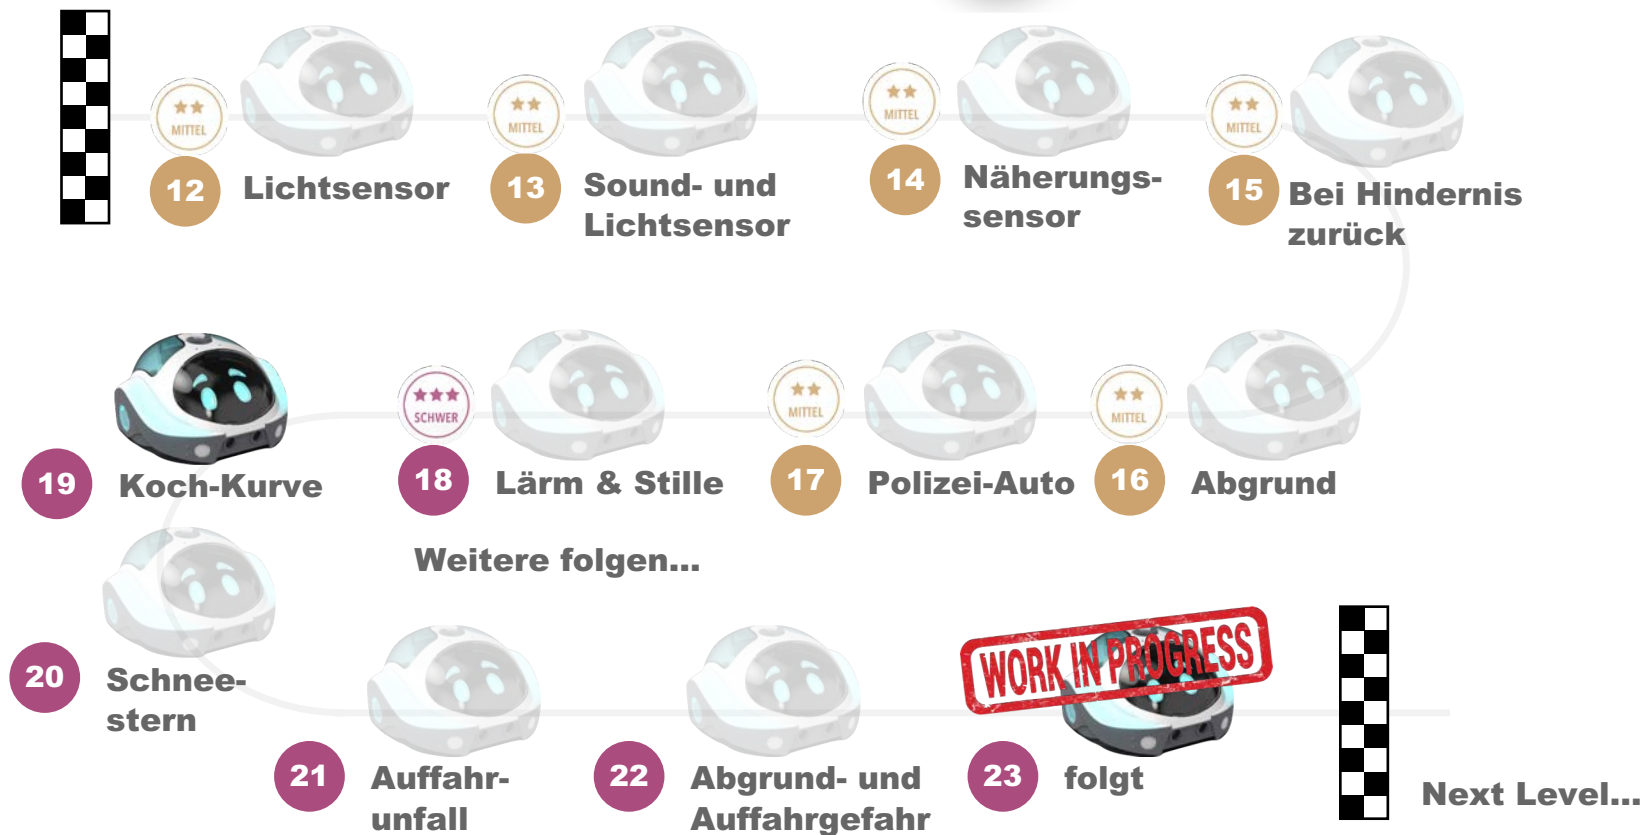 MITTEL
12
Lichtsensor
MITTEL
13
Sound- und
Lichtsensor
MITTEL
14
Näherungs-
sensor
MITTEL
15
Bei Hindernis
zurück
19
Koch-Kurve
SCHWER
18
Lärm & Stille
MITTEL
17
Polizei-Auto
MITTEL
16
Abgrund
Weitere folgen...
20
Schnee-
stern
21
Auffahr-
unfall
22
Abgrund- und
Auffahrgefahr
WORK IN PROGRESS
23
folgt
Next Level...